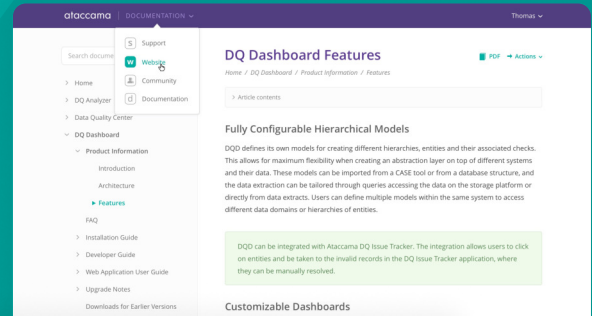 ataccama DOCUMENTATION Thomas
Search docume
S Support
W Website
Community
d Documentation
DQ Dashboard Features
PDF Actions
Home / DQ Dashboard / Product Information / Features
> Article contents
Home
DQ Analyzer
Data Quality Center
DQ Dashboard
Product Information
Introduction
Architecture
Features
FAQ
Installation Guide
Developer Guide
Web Application User Guide
Upgrade Notes
Downloads for Earlier Versions
Fully Configurable Hierarchical Models
DQD defines its own models for creating different hierarchies, entities and their associated checks.
This allows for maximum flexibility when creating an abstraction layer on top of different systems
and their data. These models can be imported from a CASE tool or from a database structure, and
the data extraction can be tailored through queries accessing the data on the storage platform or
directly from data extracts. Users can define multiple models within the same system to access
different data domains or hierarchies of entities.
DQD can be integrated with Ataccama DQ Issue Tracker. The integration allows users to click
on entities and be taken to the invalid records in the DQ Issue Tracker application, where
they can be manually resolved.
Customizable Dashboards